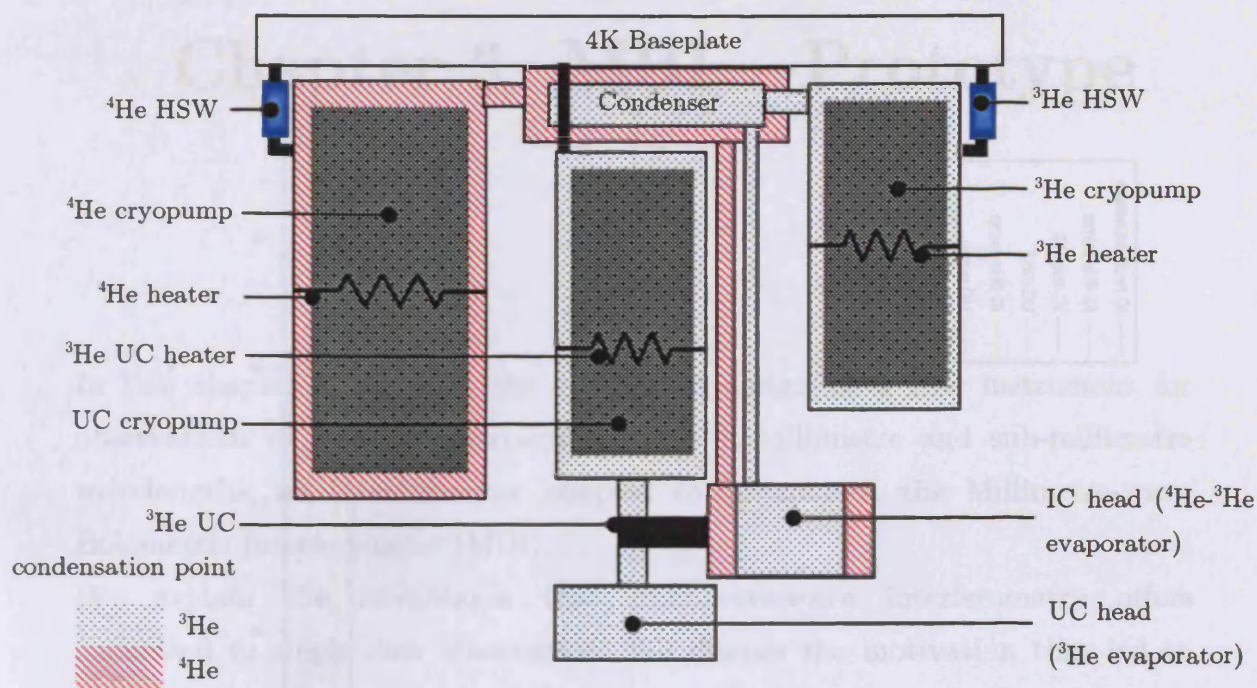 4K Baseplate
⁴He HSW
Condenser
³He HSW
⁴He cryopump
³He cryopump
³He heater
⁴He heater
³He UC heater
UC cryopump
³He UC
condensation point
IC head (⁴He-³He
evaporator)
UC head
(³He evaporator)
³He
⁴He